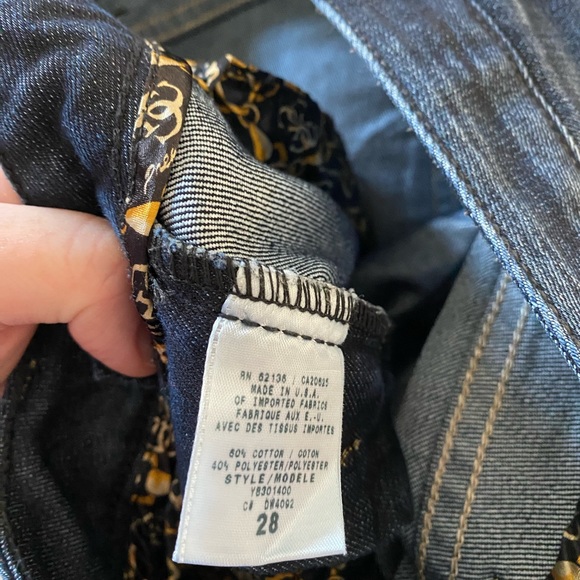 RN 62136 / CA20625
MADE IN U.S.A
OF IMPORTED FABRICS
FABRIQUE AUX E.-U.
AVEC DES TISSUS IMPORTES
60% COTTON / COTON
40% POLYESTER/POLYESTER
STYLE/MODELE
Y8301400
C# DW4092
28